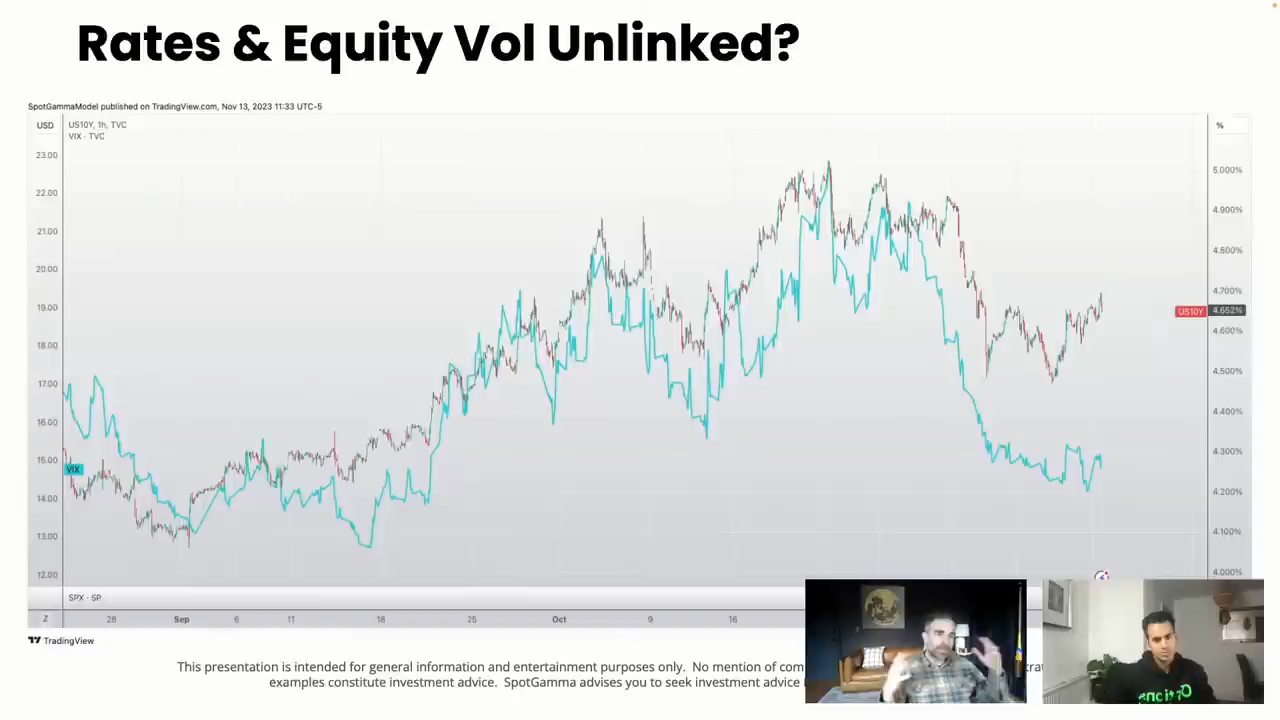 Rates & Equity Vol Unlinked?
SpotGammaModel published on TradingView.com, Nov 13, 2023 11:33 UTC-5
USD
US10Y, 1h, TVC
VIX · TVC
%
23.00
22.00
21.00
20.00
19.00
18.00
17.00
16.00
15.00
14.00
13.00
12.00
VIX
5.000%
4.900%
4.800%
4.700%
US10Y 4.652%
4.600%
4.500%
4.400%
4.300%
4.200%
4.100%
4.000%
SPX · SP
Z 28 Sep 6 11 18 25 Oct 9 16
TradingView
This presentation is intended for general information and entertainment purposes only. No mention of
examples constitute investment advice. SpotGamma advises you to seek investment advice